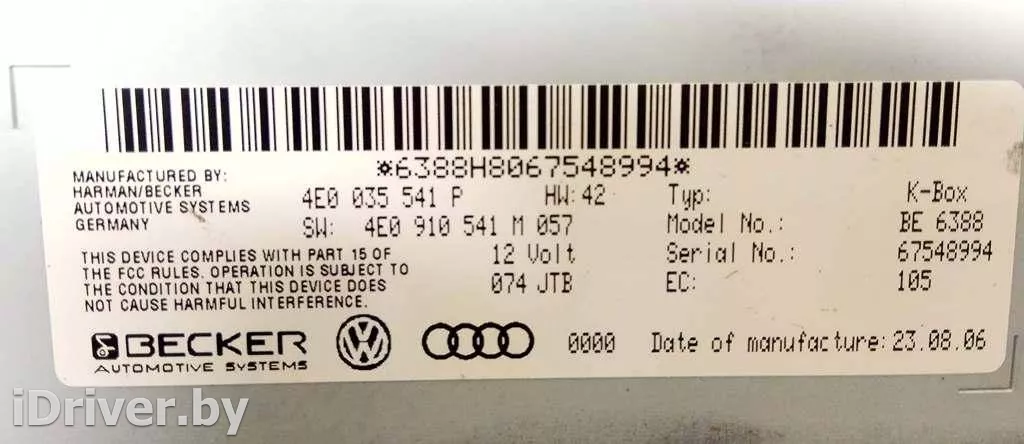 *6388H8067548994*
MANUFACTURED BY:
HARMAN/BECKER
AUTOMOTIVE SYSTEMS
GERMANY
4E0 035 541 P HW:42 Typ: K-Box
SW: 4E0 910 541 M 057 Model No.: BE 6388
12 Volt Serial No.: 67548994
074 JTB EC: 105
THIS DEVICE COMPLIES WITH PART 15 OF
THE FCC RULES. OPERATION IS SUBJECT TO
THE CONDITION THAT THIS DEVICE DOES
NOT CAUSE HARMFUL INTERFERENCE.
BECKER
AUTOMOTIVE SYSTEMS
VW
0000 Date of manufacture: 23.08.06
iDriver.by